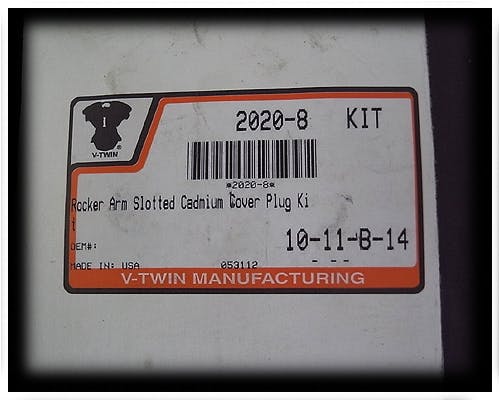 2020-8 KIT
V-TWIN ®
*2020-8*
Rocker Arm Slotted Cadmium Cover Plug Ki
t
OEM#:
10-11-B-14
MADE IN: USA 053112 - --
V-TWIN MANUFACTURING